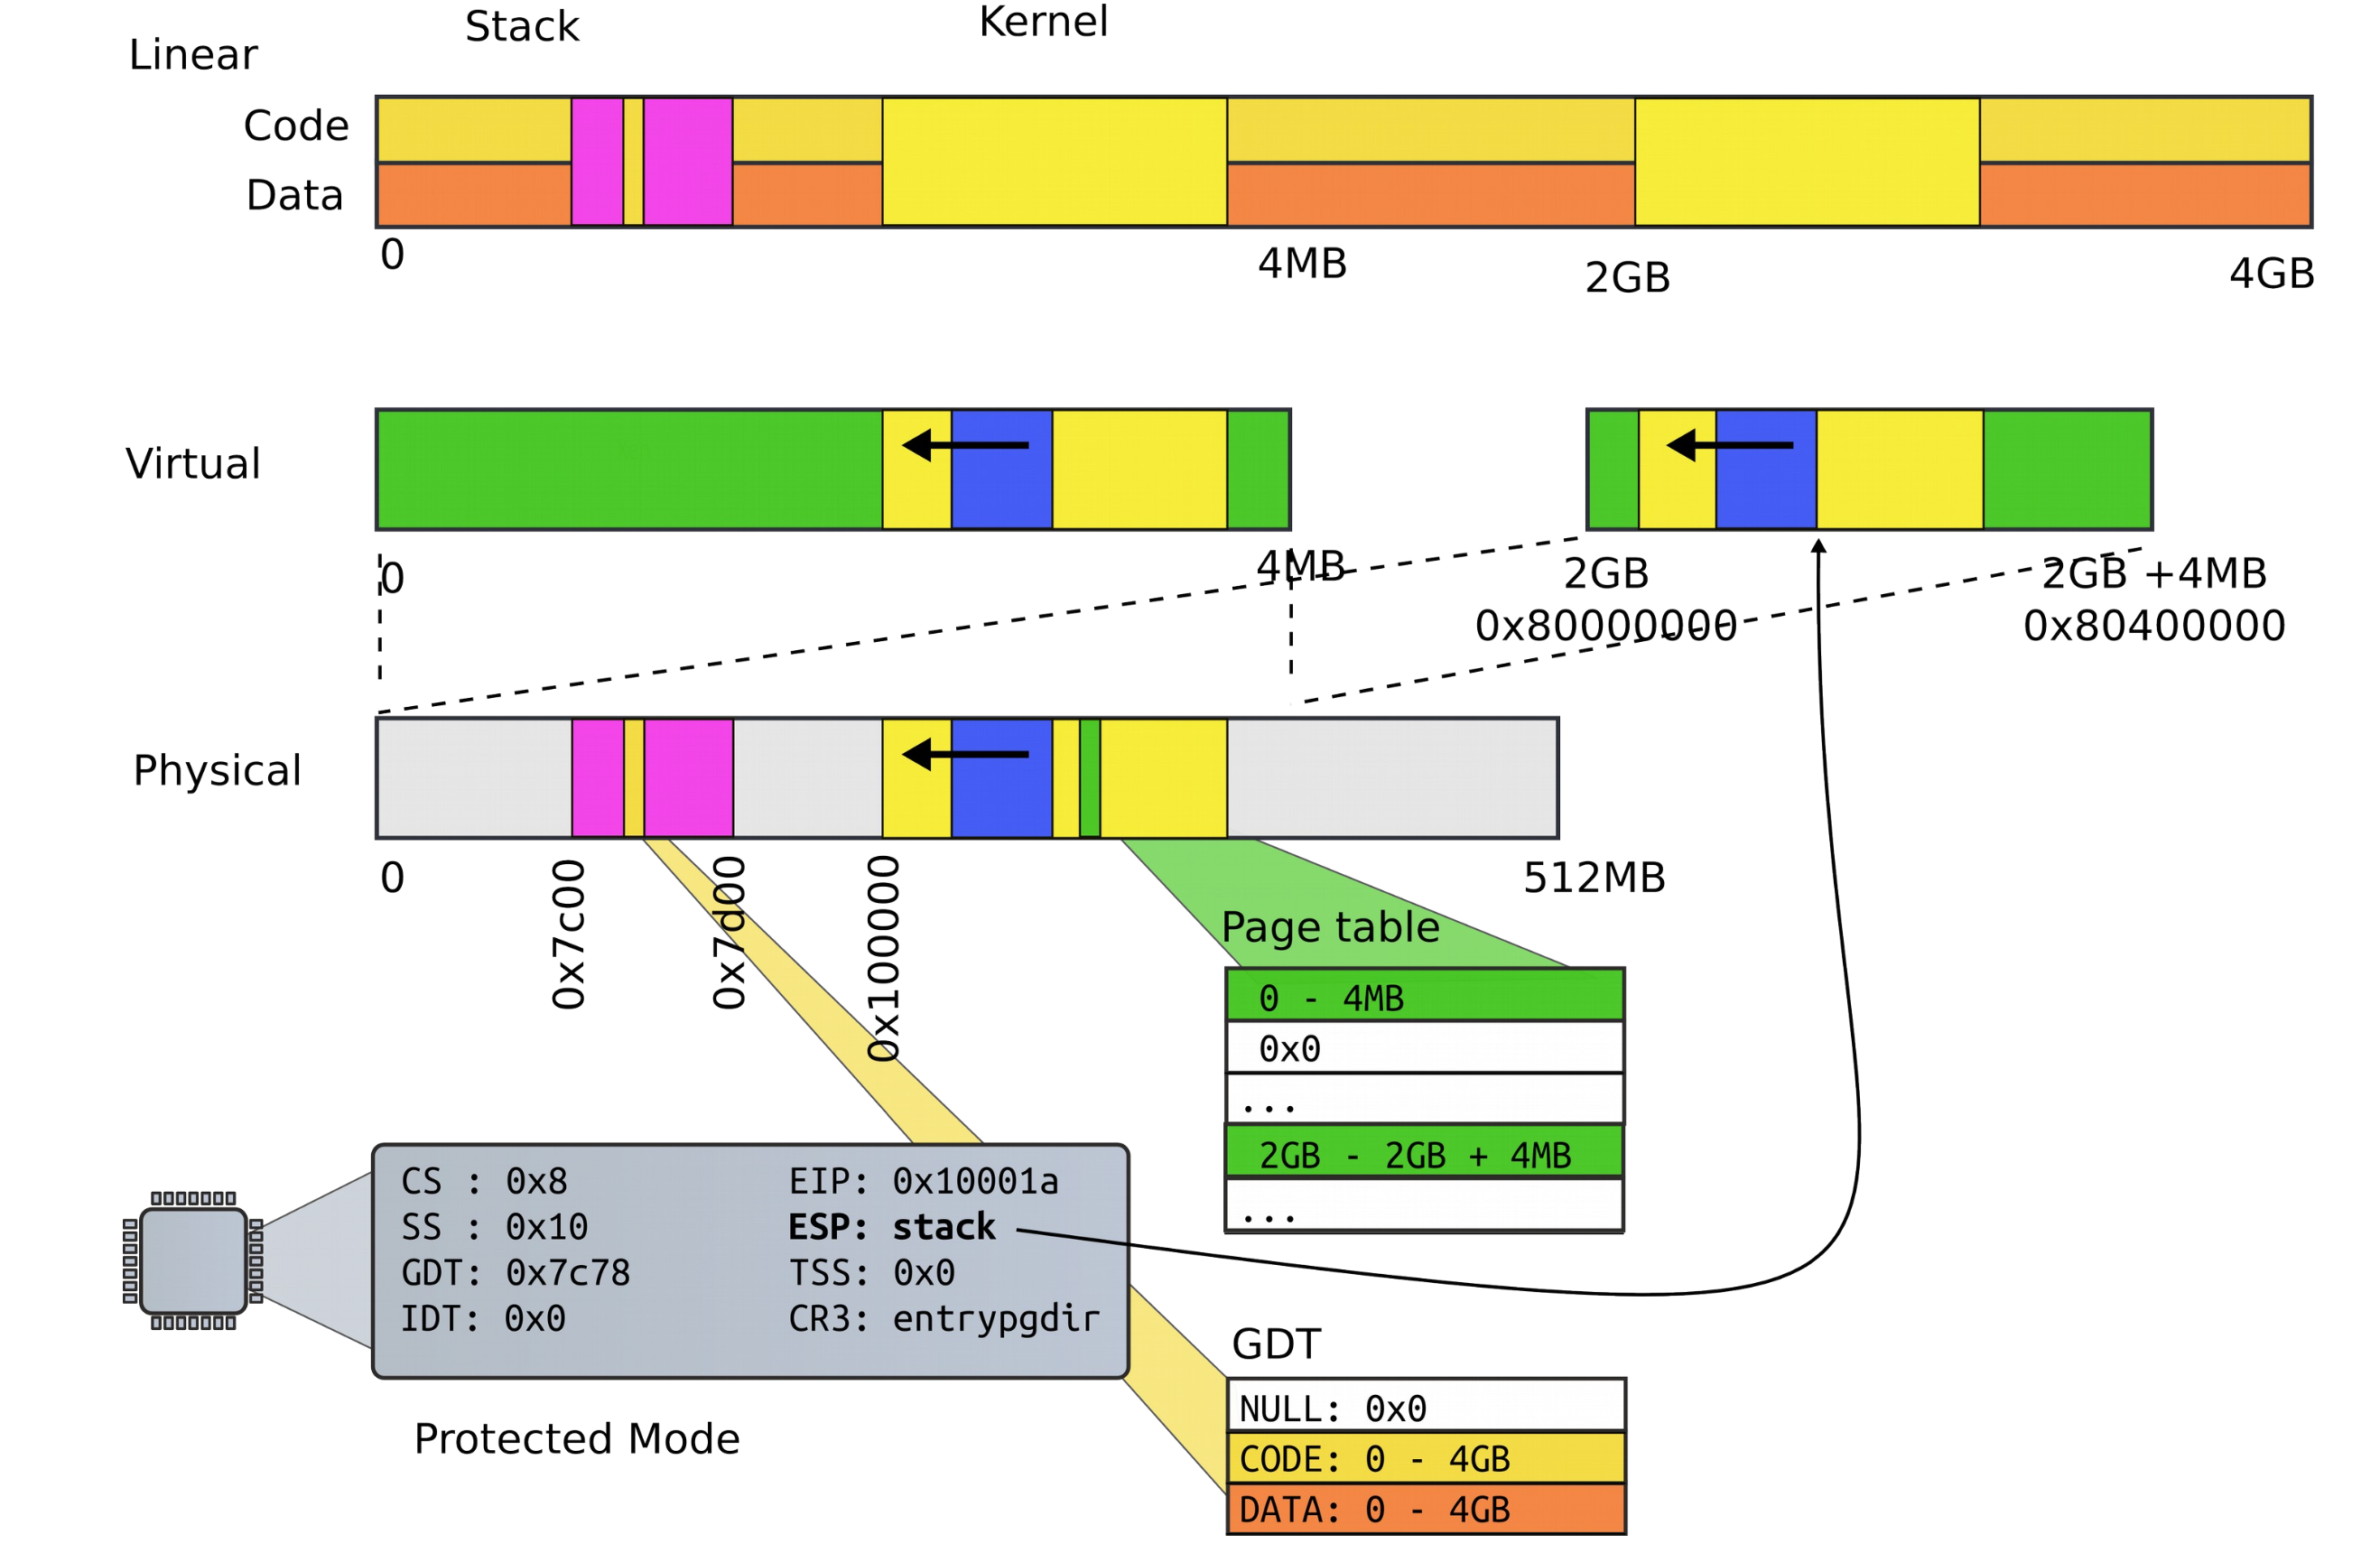 Stack
Kernel
Linear
Code
Data
0
4MB
2GB
4GB
Virtual
0
4MB
2GB
0x80000000
2GB +4MB
0x80400000
Physical
0
0x7c00
0x7d00
0x100000
512MB
Page table
0 - 4MB
0x0
...
2GB - 2GB + 4MB
...
CS : 0x8
EIP: 0x10001a
SS : 0x10
ESP: stack
GDT: 0x7c78
TSS: 0x0
IDT: 0x0
CR3: entrypgdir
Protected Mode
GDT
NULL: 0x0
CODE: 0 - 4GB
DATA: 0 - 4GB